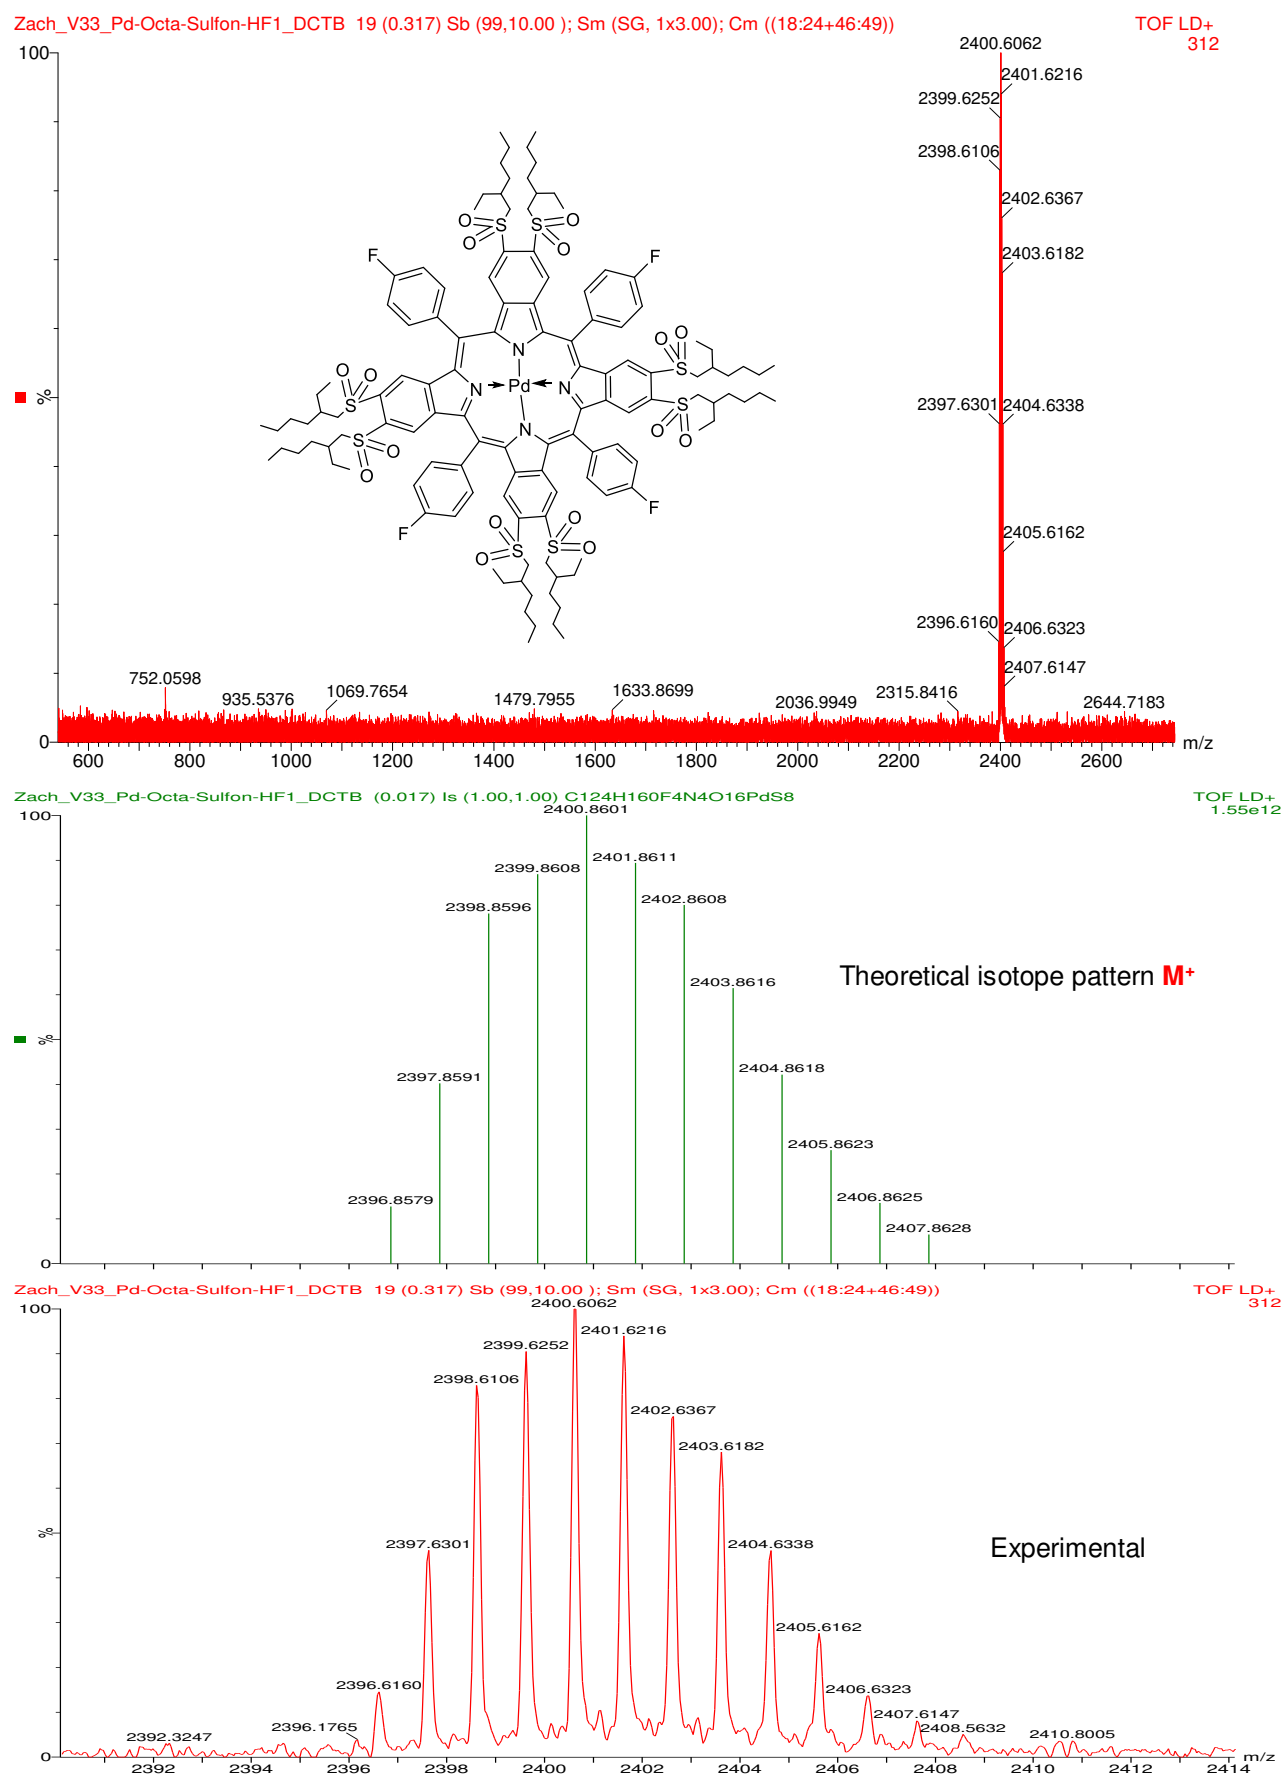 Zach_V33_Pd-Octa-Sulfon-HF1_DCTB 19 (0.317) Sb (99,10.00 ); Sm (SG, 1x3.00); Cm ((18:24+46:49))
TOF LD+
312
100
%
0
2400.6062
2401.6216
2399.6252
2398.6106
2402.6367
2403.6182
2397.6301
2404.6338
2405.6162
2396.6160
2406.6323
2407.6147
752.0598
935.5376
1069.7654
1479.7955
1633.8699
2036.9949
2315.8416
2644.7183
F
F
F
F
O
S
O
S
O
O
O
S
O
O
S
O
O
O
S
O
S
O
O
O
S
O
O
S
O
N
N
Pd
N
N
600 800 1000 1200 1400 1600 1800 2000 2200 2400 2600
m/z
Zach_V33_Pd-Octa-Sulfon-HF1_DCTB (0.017) Is (1.00,1.00) C124H160F4N4O16PdS8
TOF LD+
1.55e12
100
%
0
2400.8601
2401.8611
2399.8608
2402.8608
2398.8596
2403.8616
2404.8618
2397.8591
2405.8623
2396.8579
2406.8625
2407.8628
Theoretical isotope pattern M+
Zach_V33_Pd-Octa-Sulfon-HF1_DCTB 19 (0.317) Sb (99,10.00 ); Sm (SG, 1x3.00); Cm ((18:24+46:49))
TOF LD+
312
100
%
0
2400.6062
2401.6216
2399.6252
2398.6106
2402.6367
2403.6182
2397.6301
2404.6338
2405.6162
2396.6160
2406.6323
2407.6147
2408.5632
2396.1765
2392.3247
2410.8005
Experimental
2392 2394 2396 2398 2400 2402 2404 2406 2408 2410 2412 2414
m/z